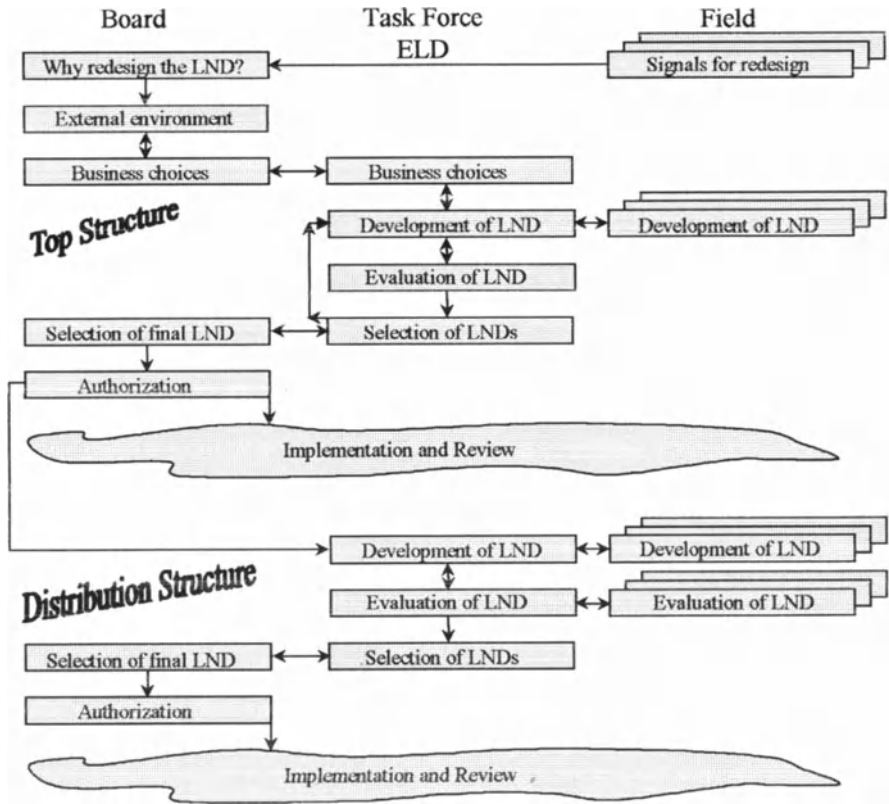 Board
Task Force
ELD
Field
Why redesign the LND?
Signals for redesign
External environment
Business choices
Business choices
Top Structure
Development of LND
Development of LND
Evaluation of LND
Selection of final LND
Selection of LNDs
Authorization
Implementation and Review
Development of LND
Development of LND
Distribution Structure
Evaluation of LND
Evaluation of LND
Selection of final LND
Selection of LNDs
Authorization
Implementation and Review